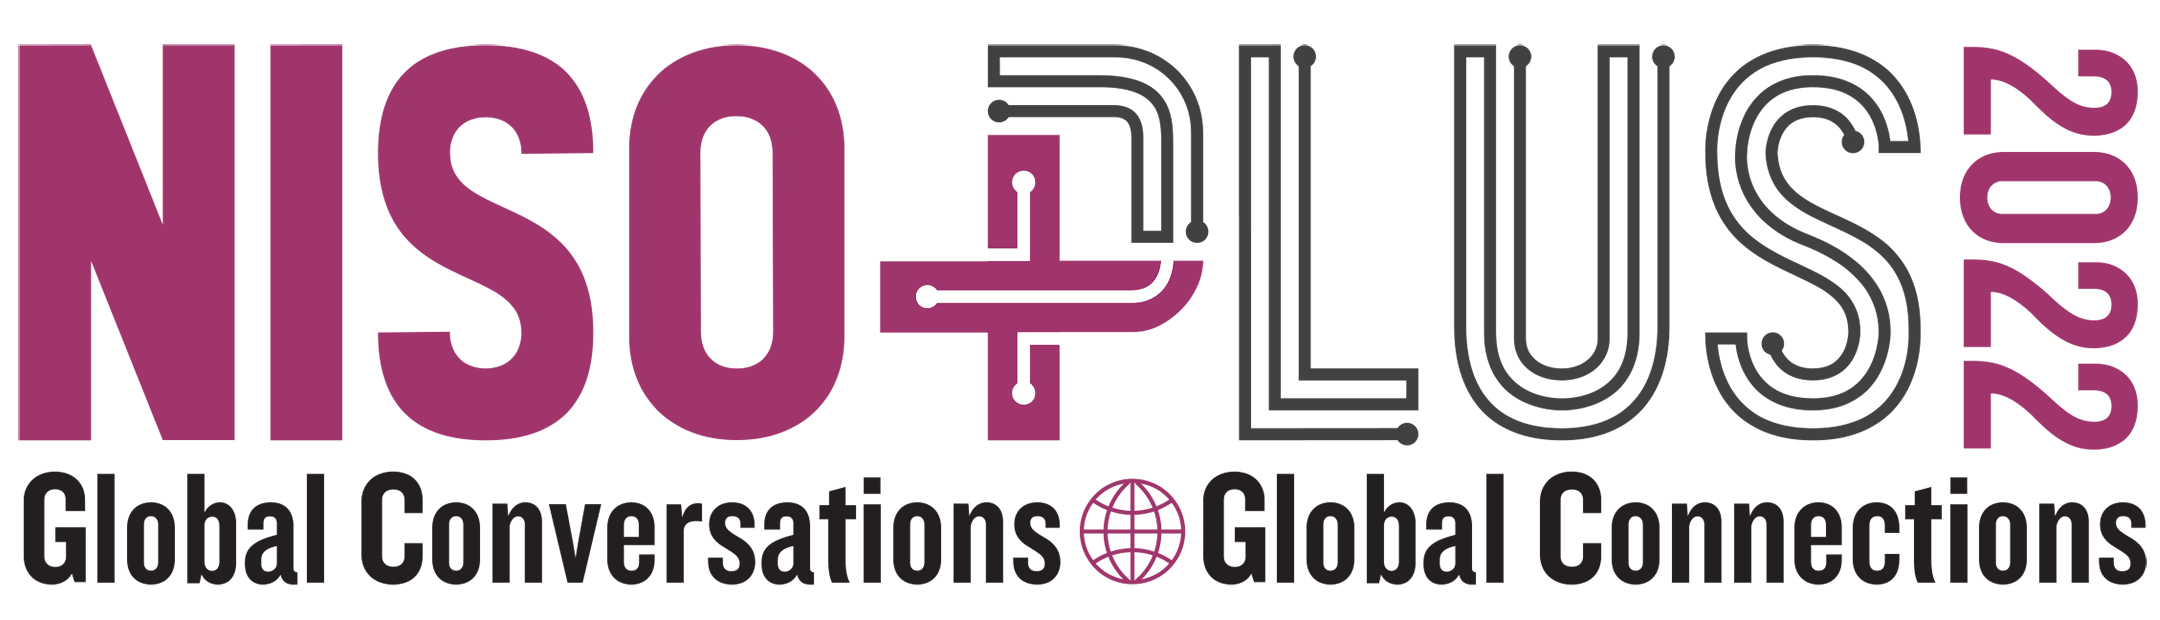 NISO PLUS 2022
Global Conversations Global Connections